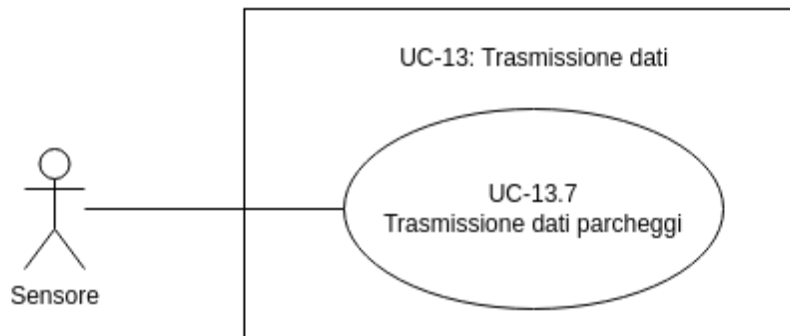 UC-13: Trasmissione dati
UC-13.7
Trasmissione dati parcheggi
Sensore